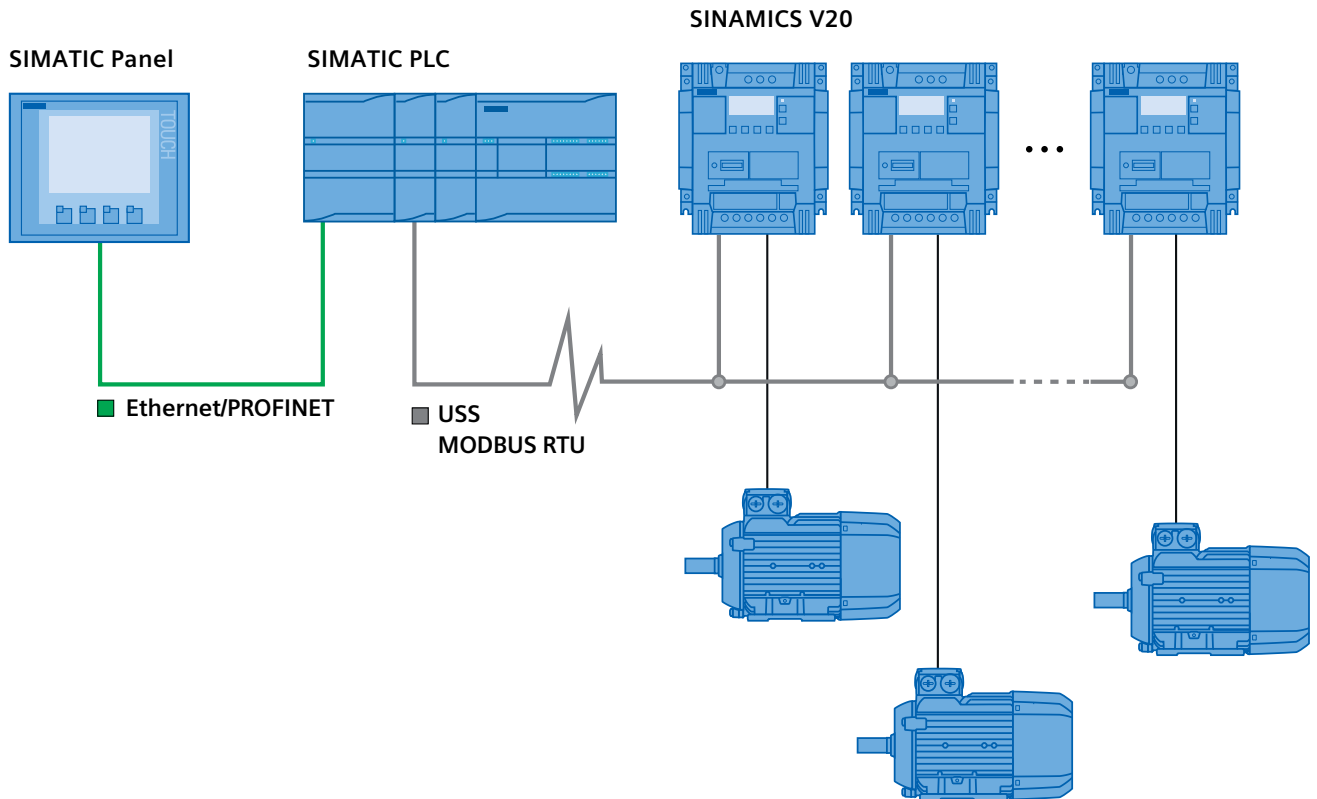 SINAMICS V20
SIMATIC Panel
SIMATIC PLC
TOUCH
Ethernet/PROFINET
USS
MODBUS RTU